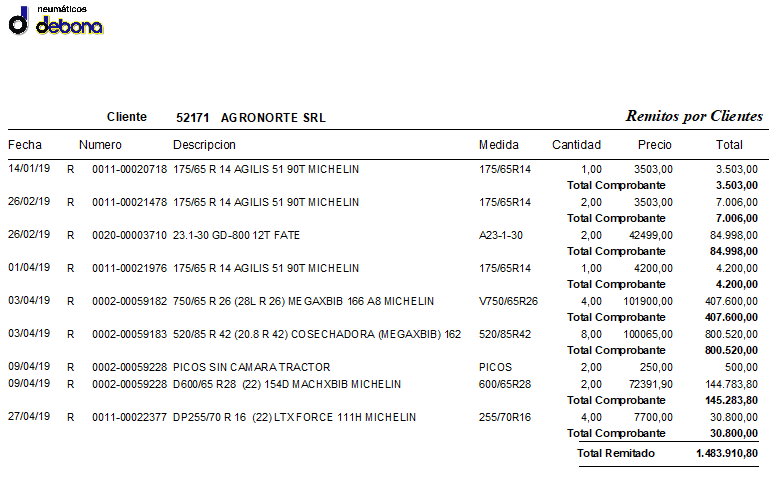 neumáticos
debona
Cliente 52171 AGRONORTE SRL Remitos por Clientes
Fecha Numero Descripcion Medida Cantidad Precio Total
14/01/19 R 0011-00020718 175/65 R 14 AGILIS 51 90T MICHELIN 175/65R14 1,00 3503,00 3.503,00
Total Comprobante 3.503,00
26/02/19 R 0011-00021478 175/65 R 14 AGILIS 51 90T MICHELIN 175/65R14 2,00 3503,00 7.006,00
Total Comprobante 7.006,00
26/02/19 R 0020-00003710 23.1-30 GD-800 12T FATE A23-1-30 2,00 42499,00 84.998,00
Total Comprobante 84.998,00
01/04/19 R 0011-00021976 175/65 R 14 AGILIS 51 90T MICHELIN 175/65R14 1,00 4200,00 4.200,00
Total Comprobante 4.200,00
03/04/19 R 0002-00059182 750/65 R 26 (28L R 26) MEGAXBIB 166 A8 MICHELIN V750/65R26 4,00 101900,00 407.600,00
Total Comprobante 407.600,00
03/04/19 R 0002-00059183 520/85 R 42 (20.8 R 42) COSECHADORA (MEGAXBIB) 162 520/85R42 8,00 100065,00 800.520,00
Total Comprobante 800.520,00
09/04/19 R 0002-00059228 PICOS SIN CAMARA TRACTOR PICOS 2,00 250,00 500,00
09/04/19 R 0002-00059228 D600/65 R28 (22) 154D MACHXBIB MICHELIN 600/65R28 2,00 72391,90 144.783,80
Total Comprobante 145.283,80
27/04/19 R 0011-00022377 DP255/70 R 16 (22) LTX FORCE 111H MICHELIN 255/70R16 4,00 7700,00 30.800,00
Total Comprobante 30.800,00
Total Remitado 1.483.910,80